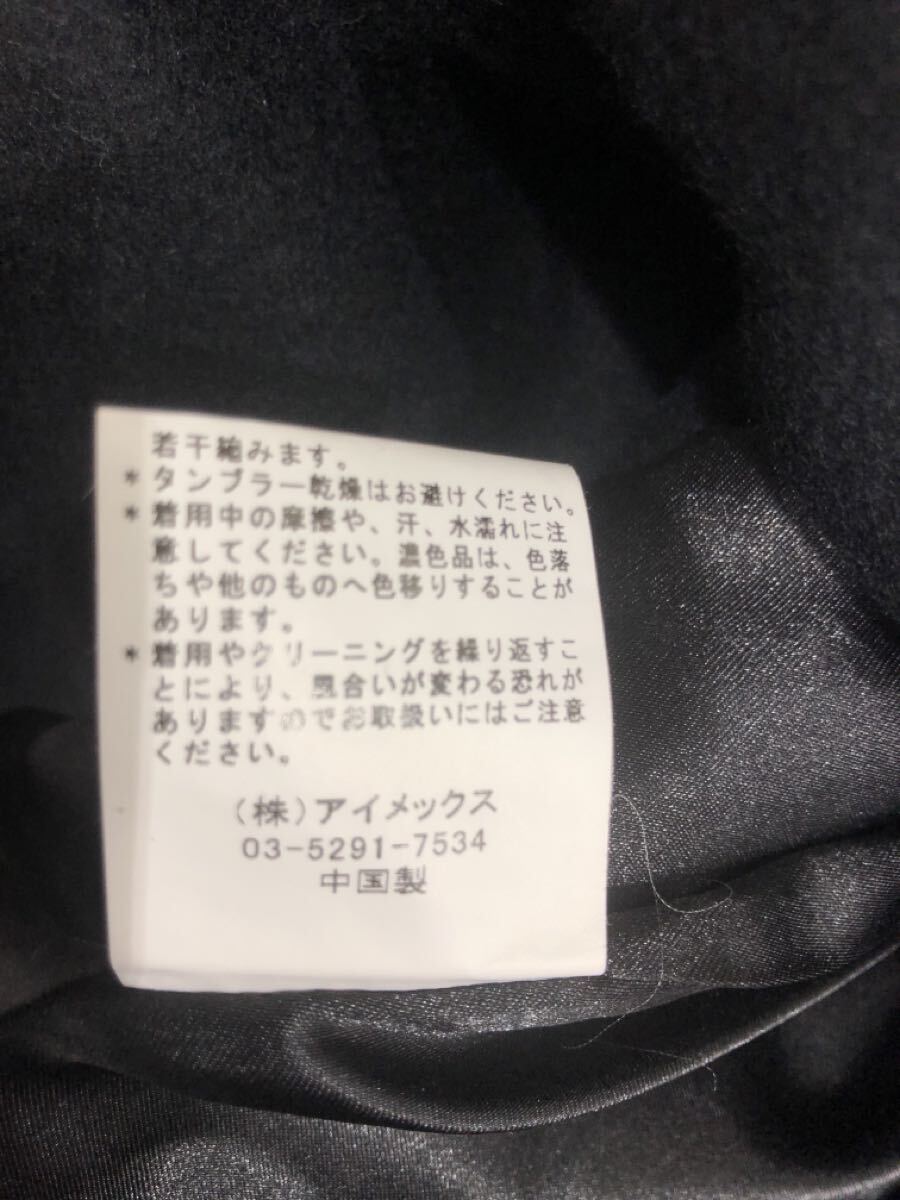 若干縮みます。
*タンブラー乾燥はお避けください。
*着用中の摩擦や、汗、水濡れに注
意してください。濃色品は、色落
ちや他のものへ色移りすることが
あります。
*着用やクリーニングを繰り返すこ
とにより、風合いが変わる恐れが
ありますのでお取扱いにはご注意
ください。
(株)アイメックス
03-5291-7534
中国製